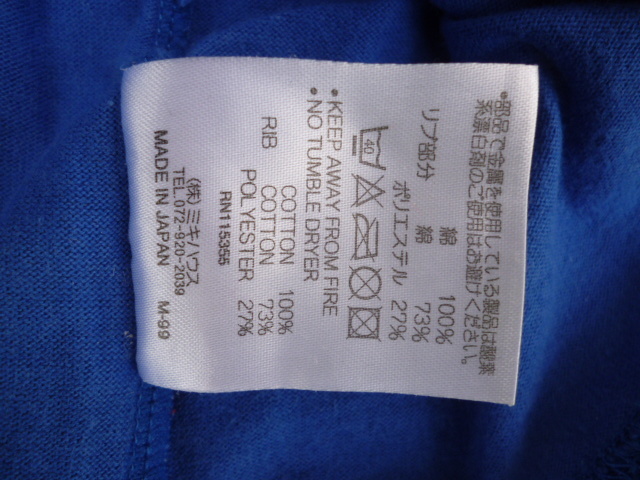 •部品で金属を使用している製品は酸素
系漂白剤のご使用はお避けください。
綿 100%
リブ部分 綿 73%
ポリエステル 27%
40
•KEEP AWAY FROM FIRE
•NO TUMBLE DRYER
COTTON 100%
RIB COTTON 73%
POLYESTER 27%
RN115355
(株)ミキハウス
TEL.072-920-2039
MADE IN JAPAN M-99